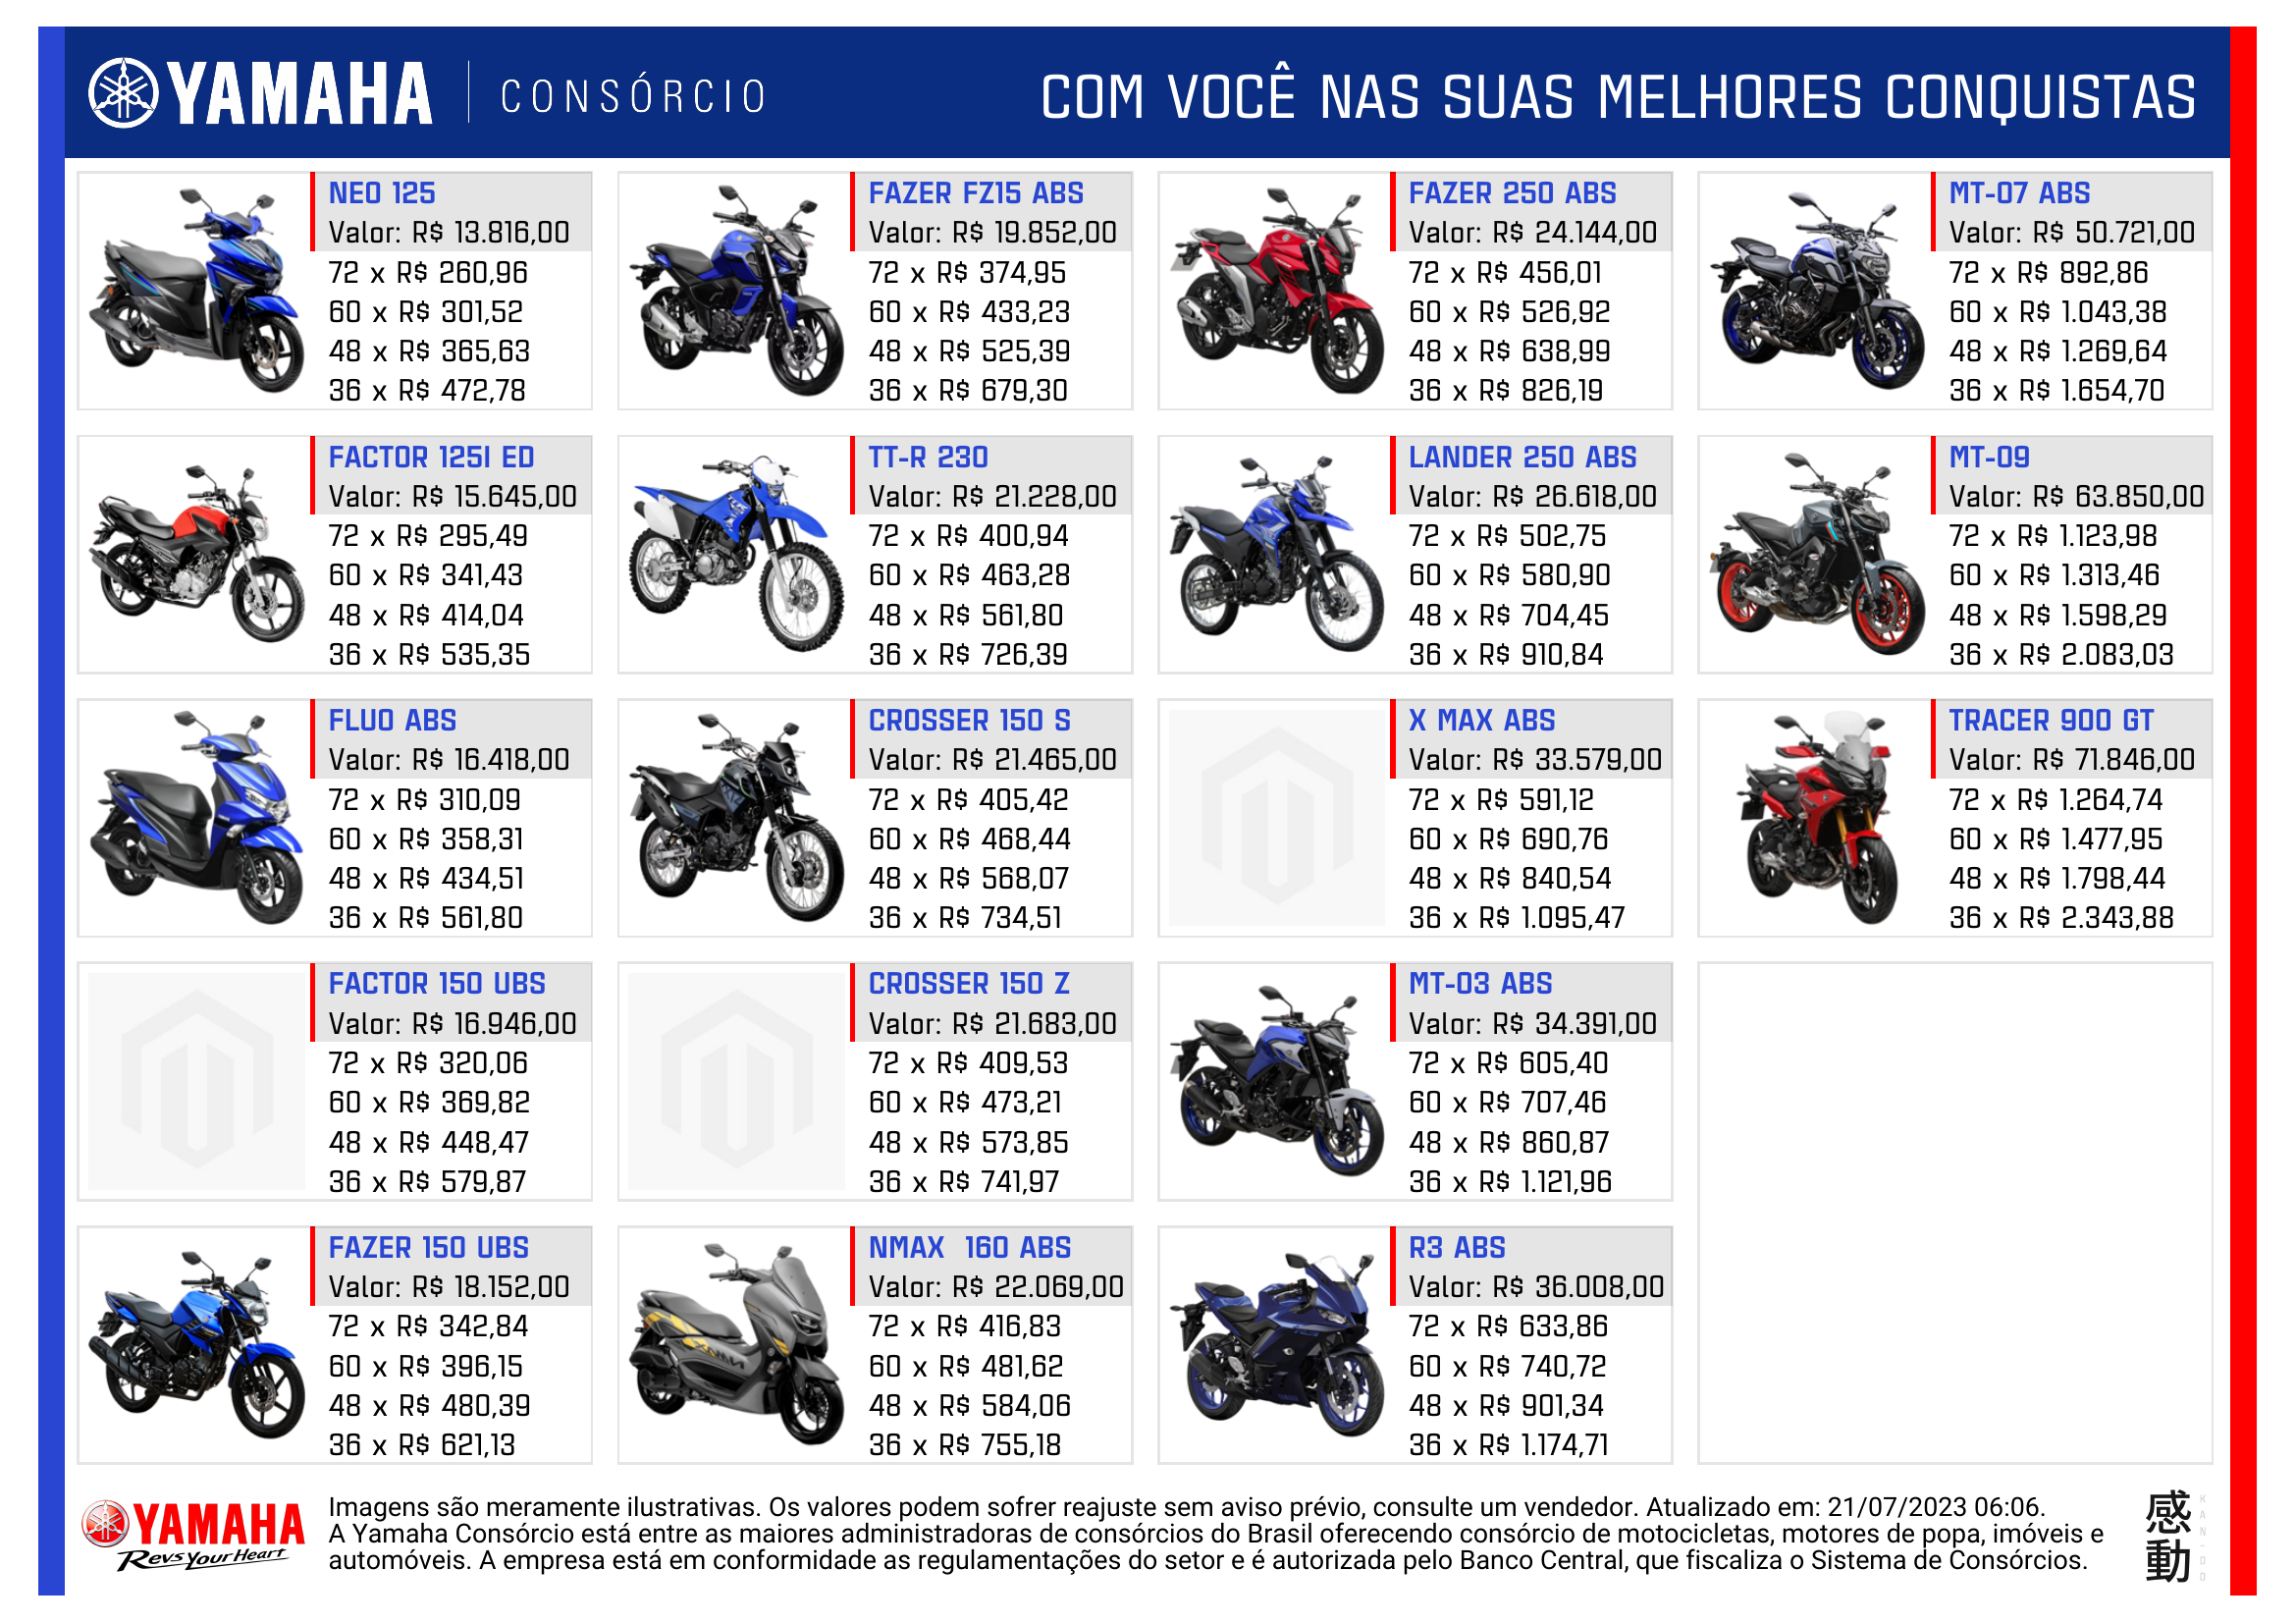 YAMAHA | CONSÓRCIO
COM VOCÊ NAS SUAS MELHORES CONQUISTAS
NEO 125
Valor: R$ 13.816,00
72 x R$ 260,96
60 x R$ 301,52
48 x R$ 365,63
36 x R$ 472,78
FAZER FZ15 ABS
Valor: R$ 19.852,00
72 x R$ 374,95
60 x R$ 433,23
48 x R$ 525,39
36 x R$ 679,30
FAZER 250 ABS
Valor: R$ 24.144,00
72 x R$ 456,01
60 x R$ 526,92
48 x R$ 638,99
36 x R$ 826,19
MT-07 ABS
Valor: R$ 50.721,00
72 x R$ 892,86
60 x R$ 1.043,38
48 x R$ 1.269,64
36 x R$ 1.654,70
FACTOR 125I ED
Valor: R$ 15.645,00
72 x R$ 295,49
60 x R$ 341,43
48 x R$ 414,04
36 x R$ 535,35
TT-R 230
Valor: R$ 21.228,00
72 x R$ 400,94
60 x R$ 463,28
48 x R$ 561,80
36 x R$ 726,39
LANDER 250 ABS
Valor: R$ 26.618,00
72 x R$ 502,75
60 x R$ 580,90
48 x R$ 704,45
36 x R$ 910,84
MT-09
Valor: R$ 63.850,00
72 x R$ 1.123,98
60 x R$ 1.313,46
48 x R$ 1.598,29
36 x R$ 2.083,03
FLUO ABS
Valor: R$ 16.418,00
72 x R$ 310,09
60 x R$ 358,31
48 x R$ 434,51
36 x R$ 561,80
CROSSER 150 S
Valor: R$ 21.465,00
72 x R$ 405,42
60 x R$ 468,44
48 x R$ 568,07
36 x R$ 734,51
X MAX ABS
Valor: R$ 33.579,00
72 x R$ 591,12
60 x R$ 690,76
48 x R$ 840,54
36 x R$ 1.095,47
TRACER 900 GT
Valor: R$ 71.846,00
72 x R$ 1.264,74
60 x R$ 1.477,95
48 x R$ 1.798,44
36 x R$ 2.343,88
FACTOR 150 UBS
Valor: R$ 16.946,00
72 x R$ 320,06
60 x R$ 369,82
48 x R$ 448,47
36 x R$ 579,87
CROSSER 150 Z
Valor: R$ 21.683,00
72 x R$ 409,53
60 x R$ 473,21
48 x R$ 573,85
36 x R$ 741,97
MT-03 ABS
Valor: R$ 34.391,00
72 x R$ 605,40
60 x R$ 707,46
48 x R$ 860,87
36 x R$ 1.121,96
FAZER 150 UBS
Valor: R$ 18.152,00
72 x R$ 342,84
60 x R$ 396,15
48 x R$ 480,39
36 x R$ 621,13
NMAX 160 ABS
Valor: R$ 22.069,00
72 x R$ 416,83
60 x R$ 481,62
48 x R$ 584,06
36 x R$ 755,18
R3 ABS
Valor: R$ 36.008,00
72 x R$ 633,86
60 x R$ 740,72
48 x R$ 901,34
36 x R$ 1.174,71
YAMAHA
Revs Your Heart
Imagens são meramente ilustrativas. Os valores podem sofrer reajuste sem aviso prévio, consulte um vendedor. Atualizado em: 21/07/2023 06:06.
A Yamaha Consórcio está entre as maiores administradoras de consórcios do Brasil oferecendo consórcio de motocicletas, motores de popa, imóveis e
automóveis. A empresa está em conformidade as regulamentações do setor e é autorizada pelo Banco Central, que fiscaliza o Sistema de Consórcios.
感動
KAN-DO